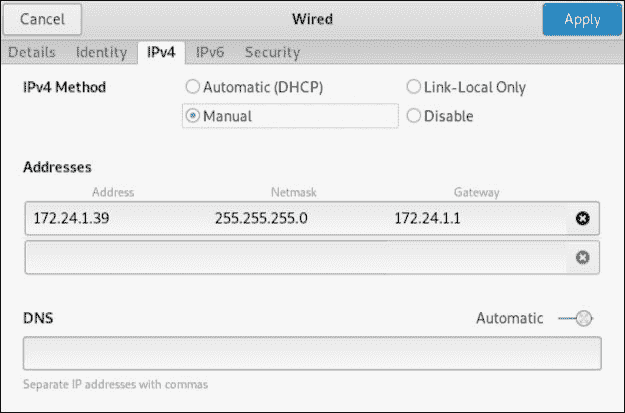 Cancel Wired Apply
Details Identity IPv4 IPv6 Security
IPv4 Method Automatic (DHCP) Link-Local Only
Manual Disable
Addresses
Address Netmask Gateway
172.24.1.39 255.255.255.0 172.24.1.1
DNS Automatic
Separate IP addresses with commas